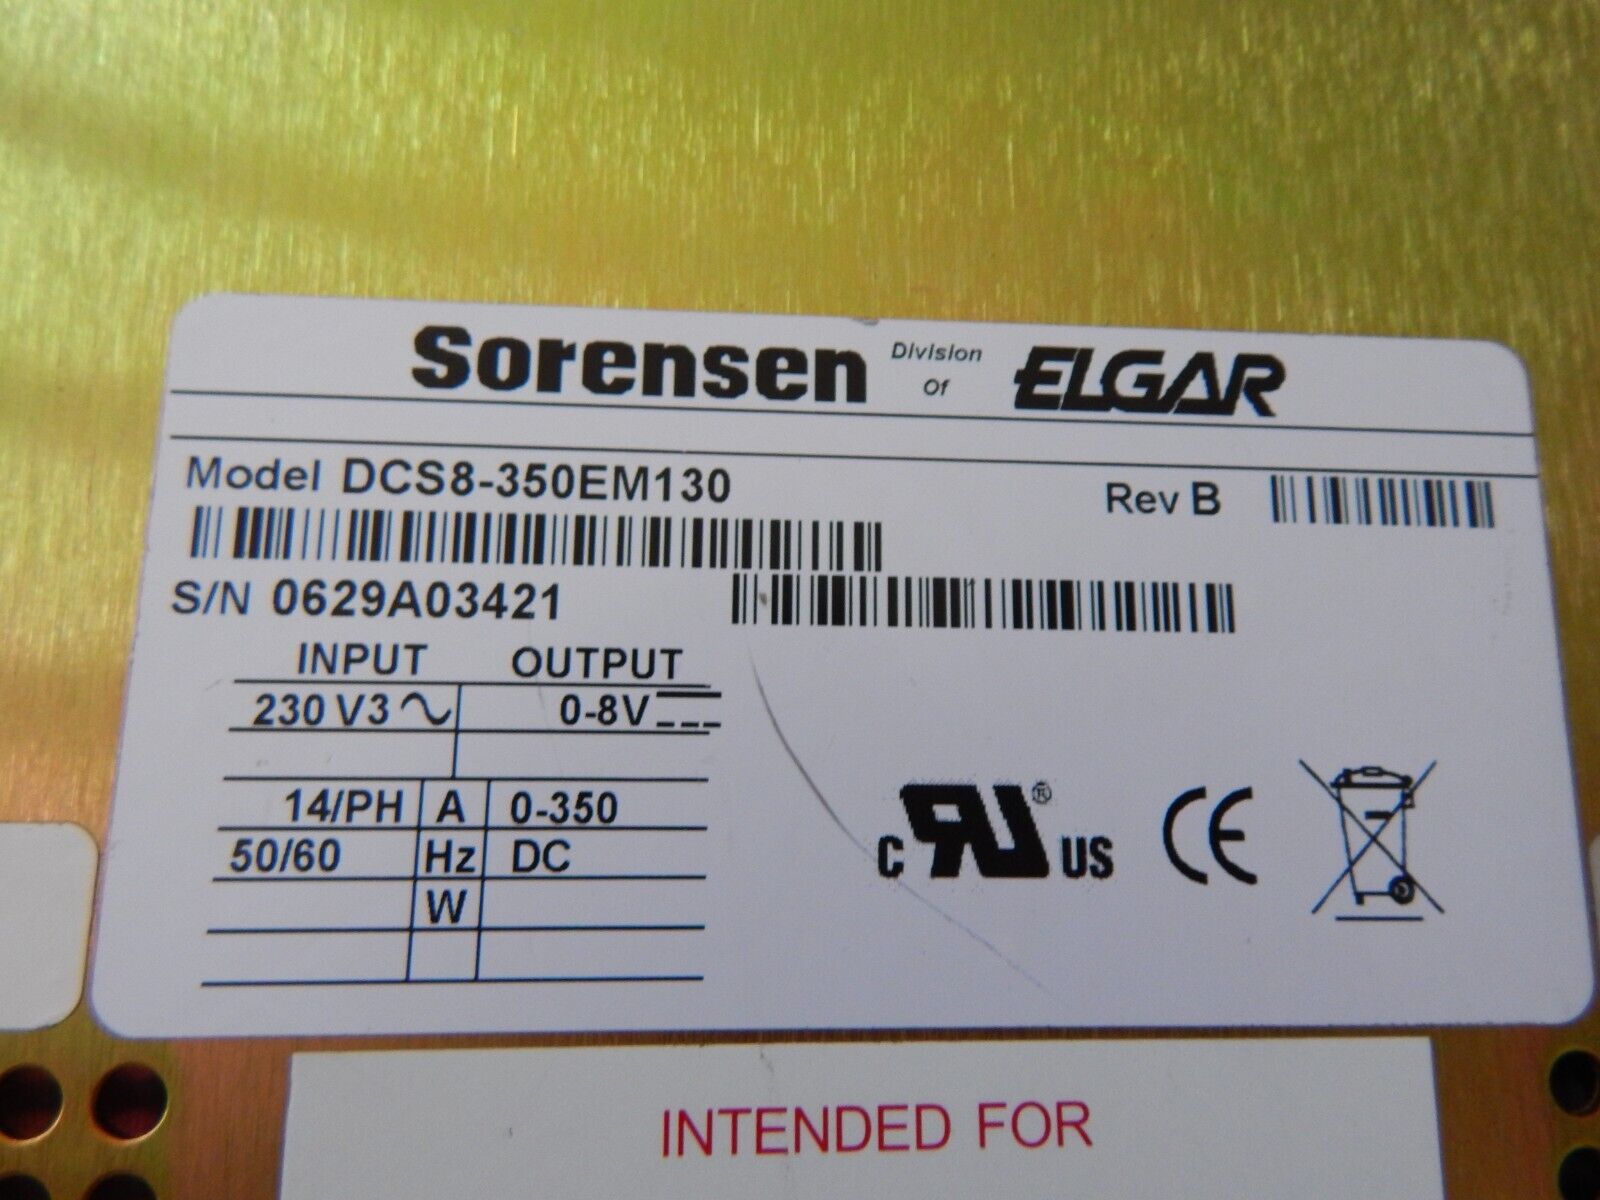 Sorensen Division Of ELGAR
Model DCS8-350EM130 Rev B
S/N 0629A03421
INPUT OUTPUT
230 V3 0-8V
14/PH A 0-350
50/60 Hz DC
W
c RU ® US CE
INTENDED FOR